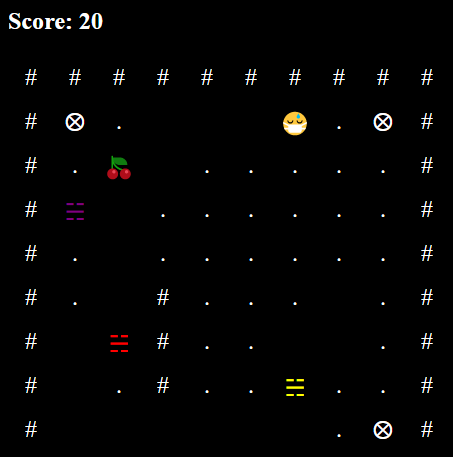 Score: 20
# # # # # # # # # #
# ⊗ . 😷 . ⊗ #
# . 🍒 . . . . . #
# ☵ . . . . . . #
# . . . . . . . #
# . # . . . . #
# ☵ # . . . #
# . # . . ☵ . . #
# . ⊗ #